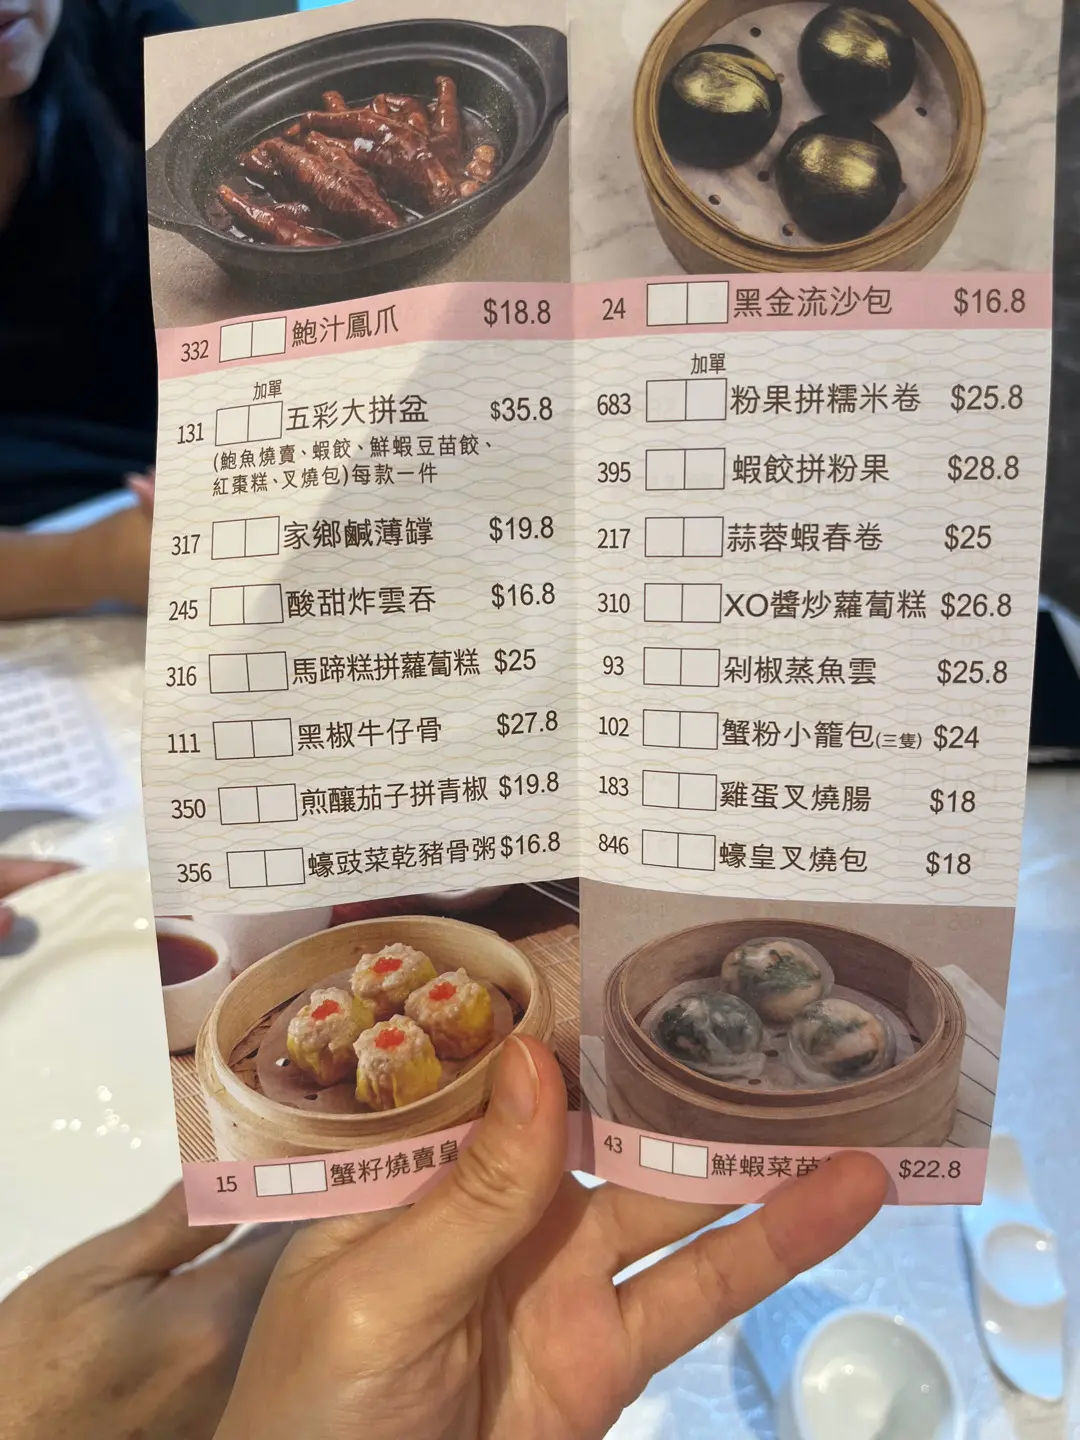 332 鮑汁鳳爪 $18.8
加單
131 五彩大拼盆 $35.8
(鮑魚燒賣、蝦餃、鮮蝦豆苗餃、
紅棗糕、叉燒包)每款一件
317 家鄉鹹薄罉 $19.8
245 酸甜炸雲吞 $16.8
316 馬蹄糕拼蘿蔔糕 $25
111 黑椒牛仔骨 $27.8
350 煎釀茄子拼青椒 $19.8
356 蠔豉菜乾豬骨粥 $16.8
15 蟹籽燒賣皇
24 黑金流沙包 $16.8
加單
683 粉果拼糯米卷 $25.8
395 蝦餃拼粉果 $28.8
217 蒜蓉蝦春卷 $25
310 XO醬炒蘿蔔糕 $26.8
93 剁椒蒸魚雲 $25.8
102 蟹粉小籠包(三隻) $24
183 雞蛋叉燒腸 $18
846 蠔皇叉燒包 $18
43 鮮蝦菜苗 $22.8